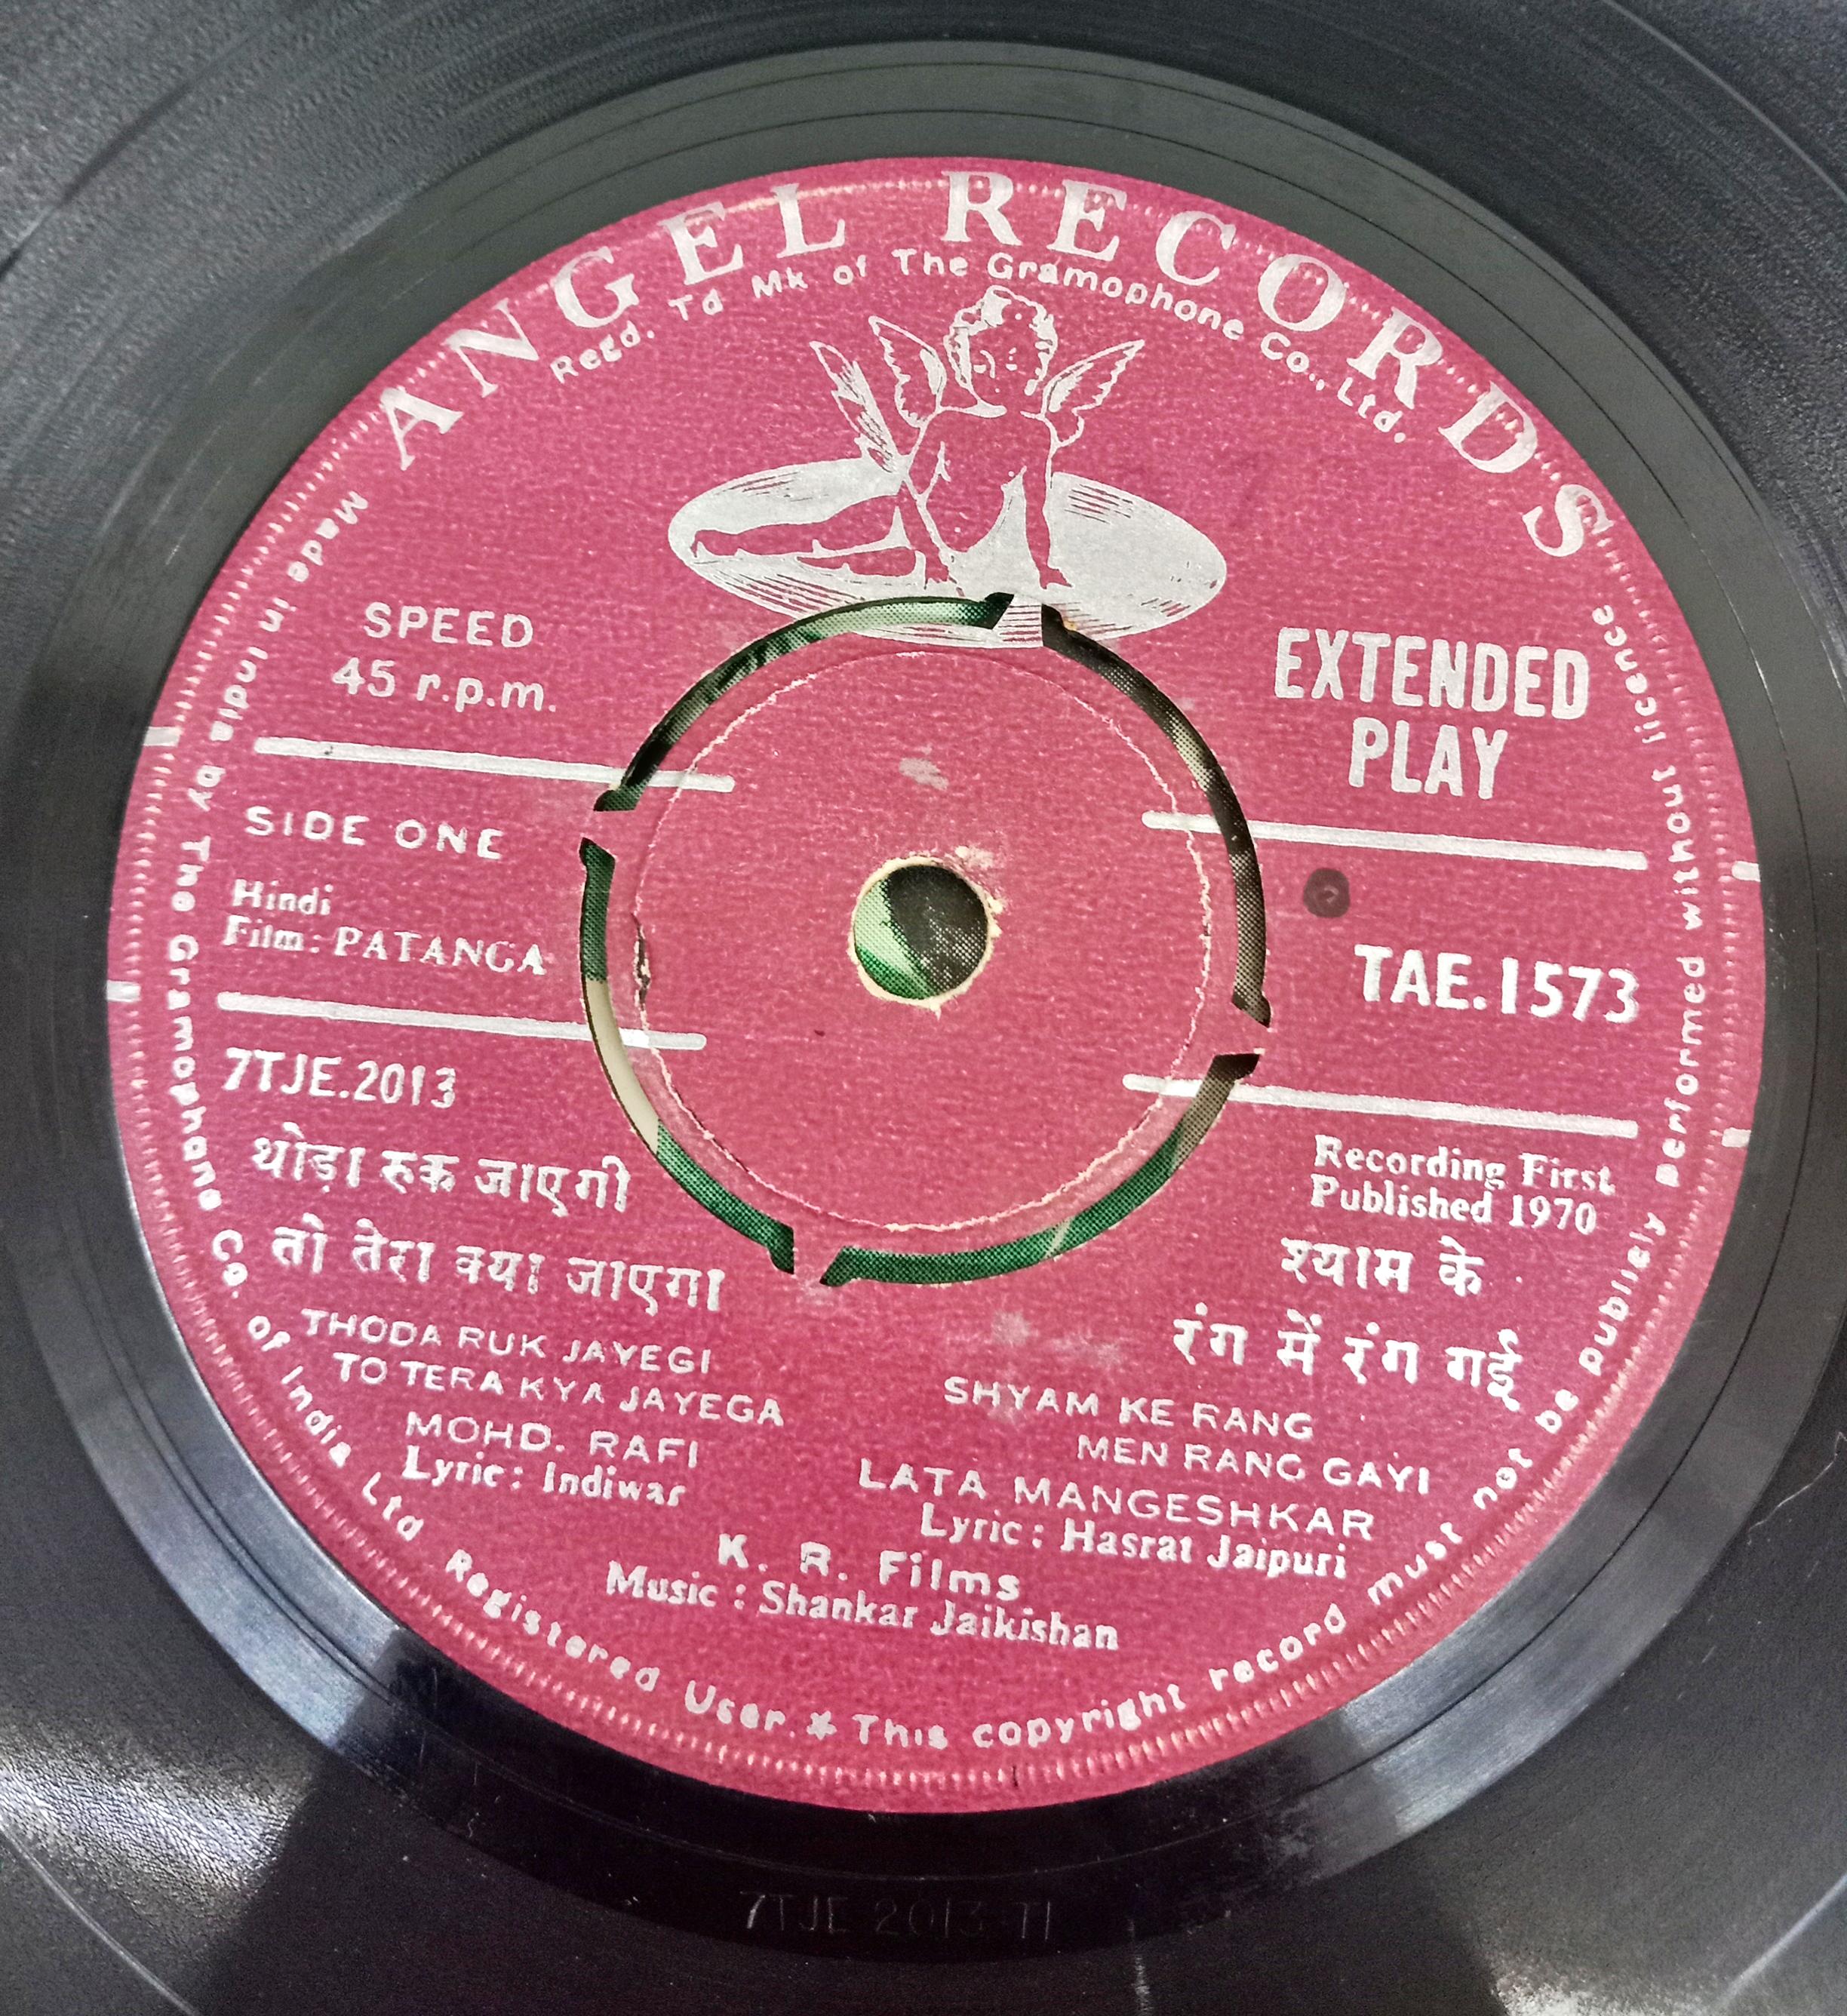 ANGEL RECORDS
Regd. Td Mk of The Gramophone Co., Ltd.
SPEED
45 r.p.m.
EXTENDED
PLAY
SIDE ONE
Hindi
Film: PATANGA
TAE.1573
7TJE.2013
Recording First
Published 1970
थोड़ा रुक जाएगी
तो तेरा क्या जाएगा
THODA RUK JAYEGI
TO TERA KYA JAYEGA
MOHD. RAFI
Lyric: Indiwar
श्याम के
रंग में रंग गई
SHYAM KE RANG
MEN RANG GAYI
LATA MANGESHKAR
Lyric: Hasrat Jaipuri
K. R. Films
Music: Shankar Jaikishan
Made in India by The Gramophone Co. of India Ltd Registered User. * This copyright record must not be publicly performed without licence
7TJE 2013 T1